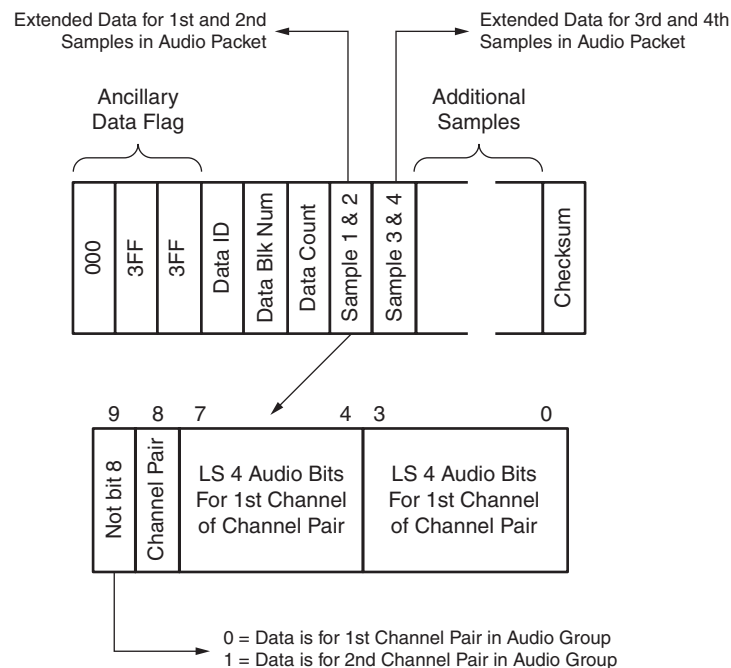 Extended Data for 1st and 2nd
Samples in Audio Packet
Extended Data for 3rd and 4th
Samples in Audio Packet
Ancillary
Data Flag
Additional
Samples
000
3FF
3FF
Data ID
Data Blk Num
Data Count
Sample 1 & 2
Sample 3 & 4
Checksum
9 8 7 4 3 0
Not bit 8
Channel Pair
LS 4 Audio Bits
For 1st Channel
of Channel Pair
LS 4 Audio Bits
For 1st Channel
of Channel Pair
0 = Data is for 1st Channel Pair in Audio Group
1 = Data is for 2nd Channel Pair in Audio Group